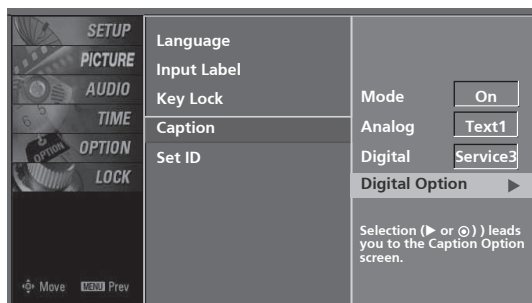 SETUP
PICTURE
AUDIO
TIME
OPTION
LOCK
Move MENU Prev
Language
Input Label
Key Lock
Caption
Set ID
Mode On
Analog Text1
Digital Service3
Digital Option ▶
Selection (▶ or ◉) ) leads
you to the Caption Option
screen.